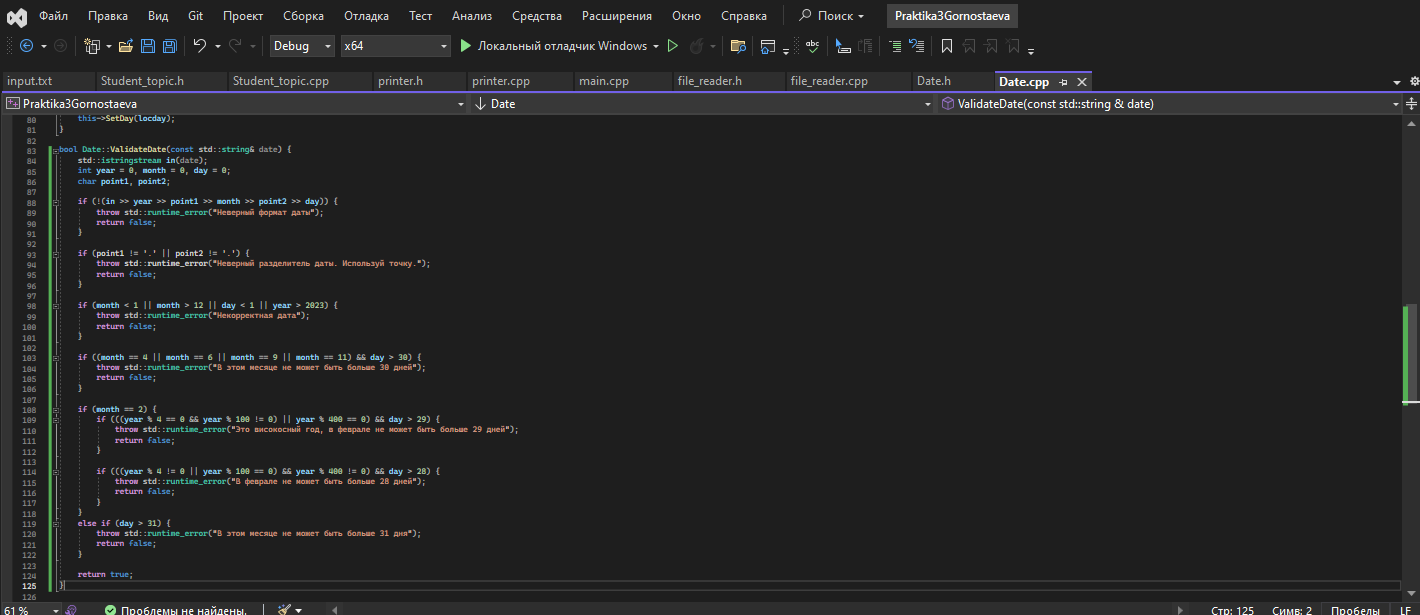 Файл Правка Вид Git Проект Сборка Отладка Тест Анализ Средства Расширения Окно Справка Поиск Praktika3Gornostaeva
Debug x64 Локальный отладчик Windows
input.txt Student_topic.h Student_topic.cpp printer.h printer.cpp main.cpp file_reader.h file_reader.cpp Date.h Date.cpp
Praktika3Gornostaeva Date ValidateDate(const std::string & date)
80 this->SetDay(locday);
81 }
82
83 bool Date::ValidateDate(const std::string& date) {
84 std::istringstream in(date);
85 int year = 0, month = 0, day = 0;
86 char point1, point2;
87
88 if (!(in >> year >> point1 >> month >> point2 >> day)) {
89 throw std::runtime_error("Неверный формат даты");
90 return false;
91 }
92
93 if (point1 != '.' || point2 != '.') {
94 throw std::runtime_error("Неверный разделитель даты. Используй точку.");
95 return false;
96 }
97
98 if (month < 1 || month > 12 || day < 1 || year > 2023) {
99 throw std::runtime_error("Некорректная дата");
100 return false;
101 }
102
103 if ((month == 4 || month == 6 || month == 9 || month == 11) && day > 30) {
104 throw std::runtime_error("В этом месяце не может быть больше 30 дней");
105 return false;
106 }
107
108 if (month == 2) {
109 if (((year % 4 == 0 && year % 100 != 0) || year % 400 == 0) && day > 29) {
110 throw std::runtime_error("Это високосный год, в феврале не может быть больше 29 дней");
111 return false;
112 }
113
114 if (((year % 4 != 0 || year % 100 == 0) && year % 400 != 0) && day > 28) {
115 throw std::runtime_error("В феврале не может быть больше 28 дней");
116 return false;
117 }
118 }
119 else if (day > 31) {
120 throw std::runtime_error("В этом месяце не может быть больше 31 дня");
121 return false;
122 }
123
124 return true;
125 }
126
61 % Проблемы не найдены. Стр: 125 Симв: 2 Пробелы LF